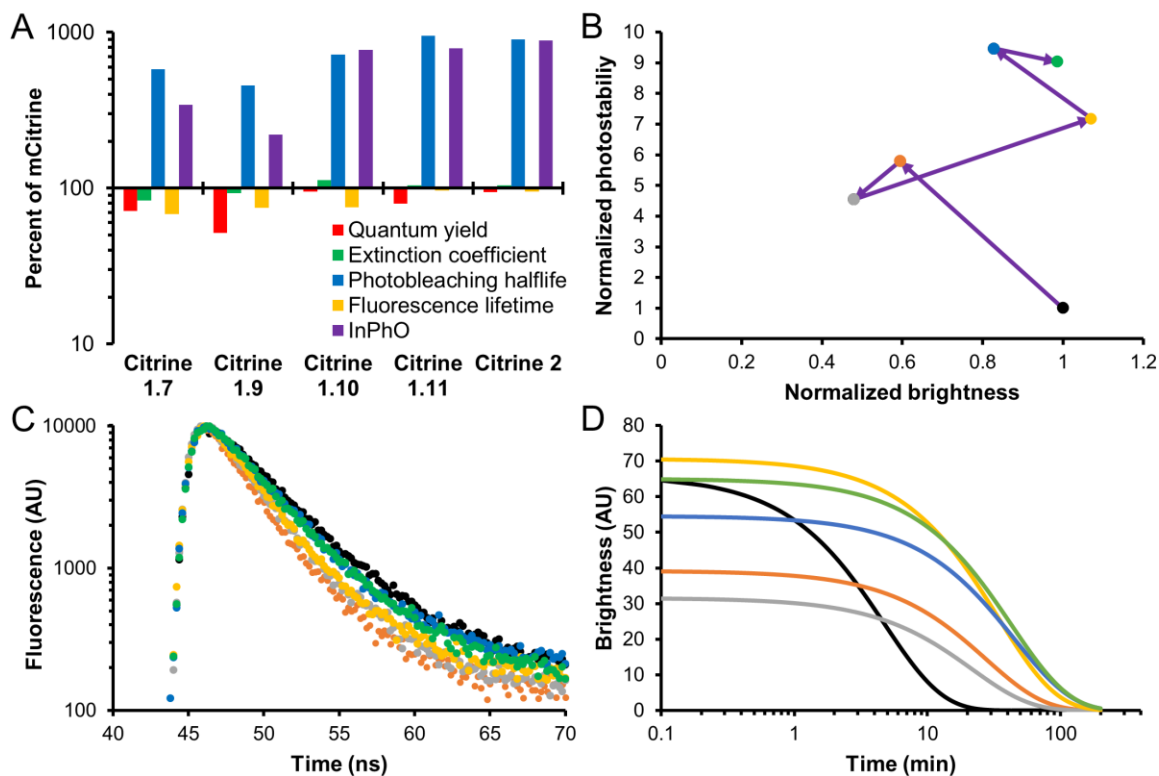 A
Percent of mCitrine
1000
100
10
Quantum yield
Extinction coefficient
Photobleaching halflife
Fluorescence lifetime
InPhO
Citrine 1.7
Citrine 1.9
Citrine 1.10
Citrine 1.11
Citrine 2
B
Normalized photostabiliy
10
9
8
7
6
5
4
3
2
1
0
0 0.2 0.4 0.6 0.8 1 1.2
Normalized brightness
C
Fluorescence (AU)
10000
1000
100
40 45 50 55 60 65 70
Time (ns)
D
Brightness (AU)
80
70
60
50
40
30
20
10
0
0.1 1 10 100
Time (min)